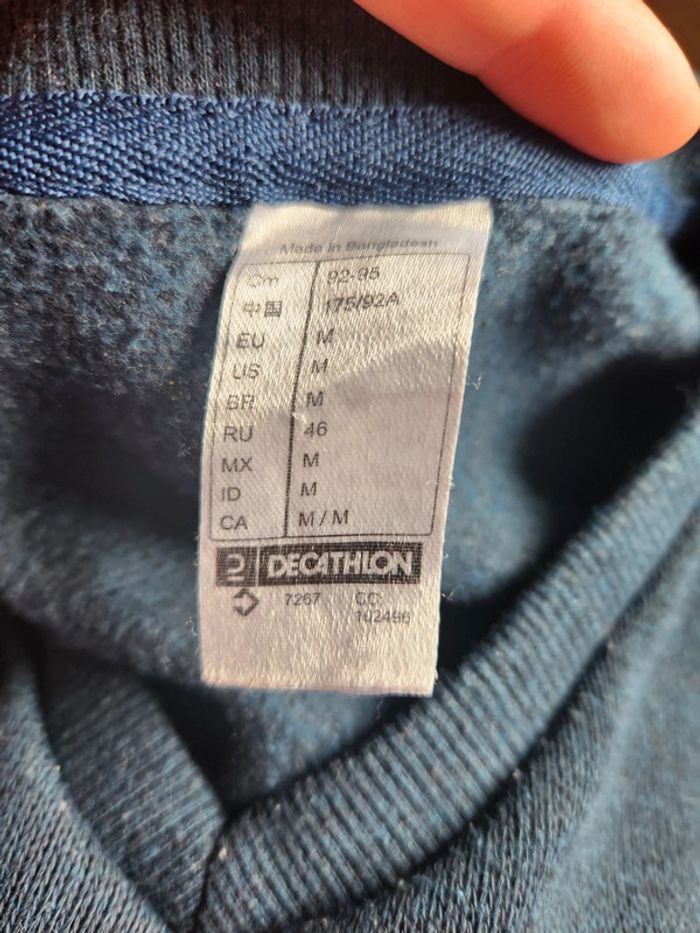 Made in Bangladesh
Cm 92-95
中国 175/92A
EU M
US M
BR M
RU 46
MX M
ID M
CA M / M
DECATHLON
7267 CC:
102496